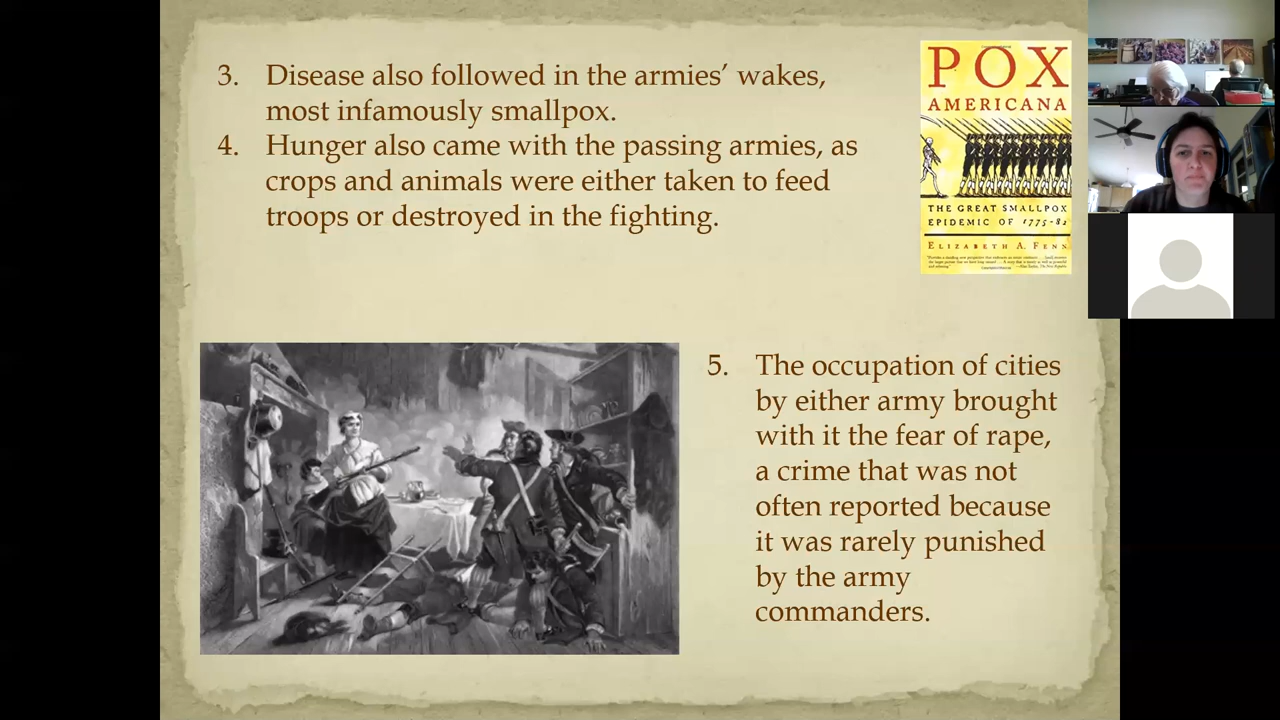 3. Disease also followed in the armies’ wakes,
most infamously smallpox.
4. Hunger also came with the passing armies, as
crops and animals were either taken to feed
troops or destroyed in the fighting.
POX
AMERICANA
THE GREAT SMALLPOX
EPIDEMIC OF 1775-82
ELIZABETH A. FENN
5. The occupation of cities
by either army brought
with it the fear of rape,
a crime that was not
often reported because
it was rarely punished
by the army
commanders.